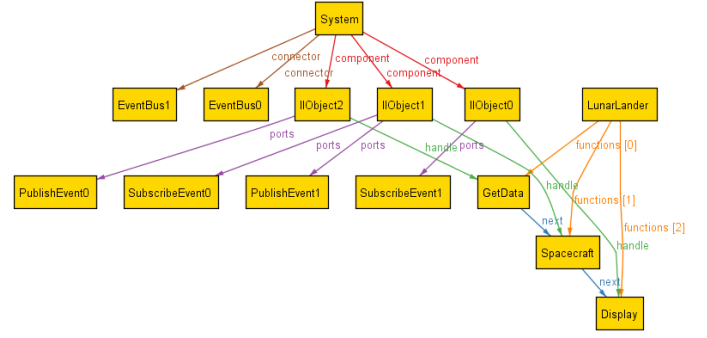 System
connector
connector
component
component
component
EventBus1
EventBus0
IIObject2
IIObject1
IIObject0
LunarLander
ports
ports
ports
ports
handle
functions [0]
PublishEvent0
SubscribeEvent0
PublishEvent1
SubscribeEvent1
GetData
handle
functions [1]
next
functions [2]
handle
Spacecraft
next
Display